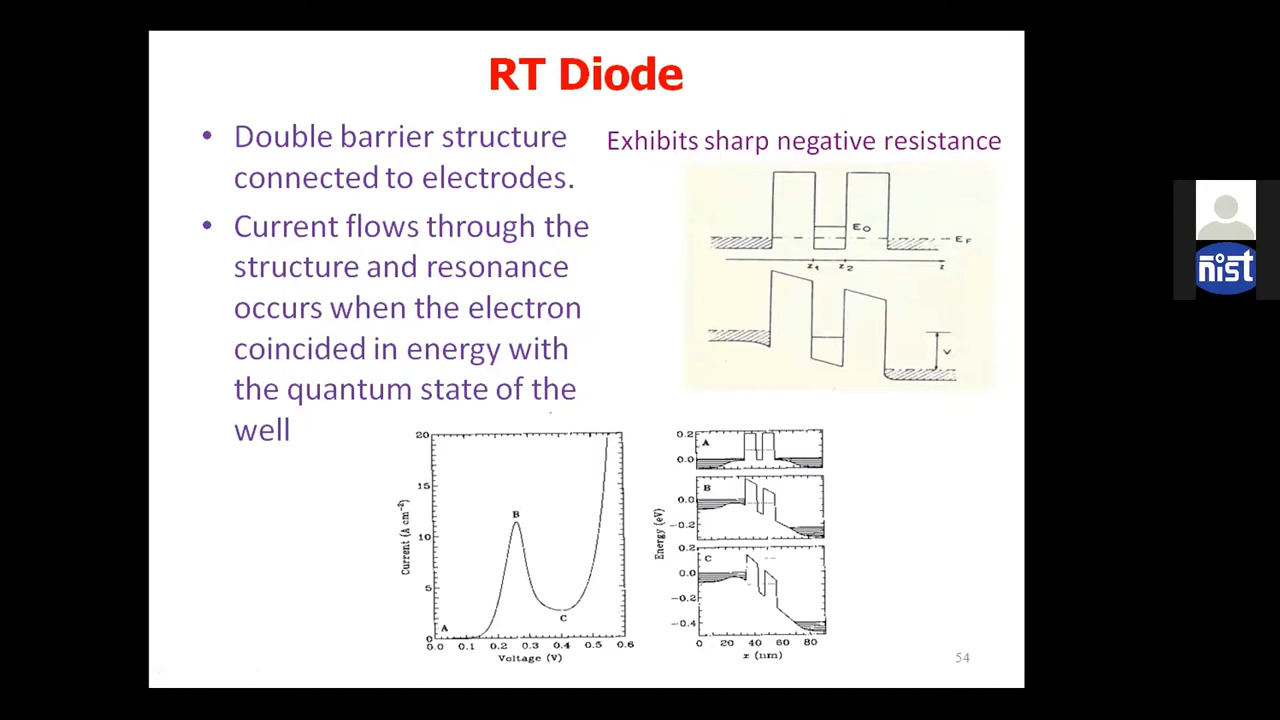 RT Diode
• Double barrier structure
connected to electrodes.
• Current flows through the
structure and resonance
occurs when the electron
coincided in energy with
the quantum state of the
well
Exhibits sharp negative resistance
E0
EF
z1 z2 z
V
20
15
10
5
0
Current (A cm⁻²)
A
B
C
0.0 0.1 0.2 0.3 0.4 0.5 0.6
Voltage (V)
Energy (eV)
0.2
0.0
A
0.0
-0.2
B
0.2
0.0
-0.2
-0.4
C
0 20 40 60 80
z (nm)
54
nist